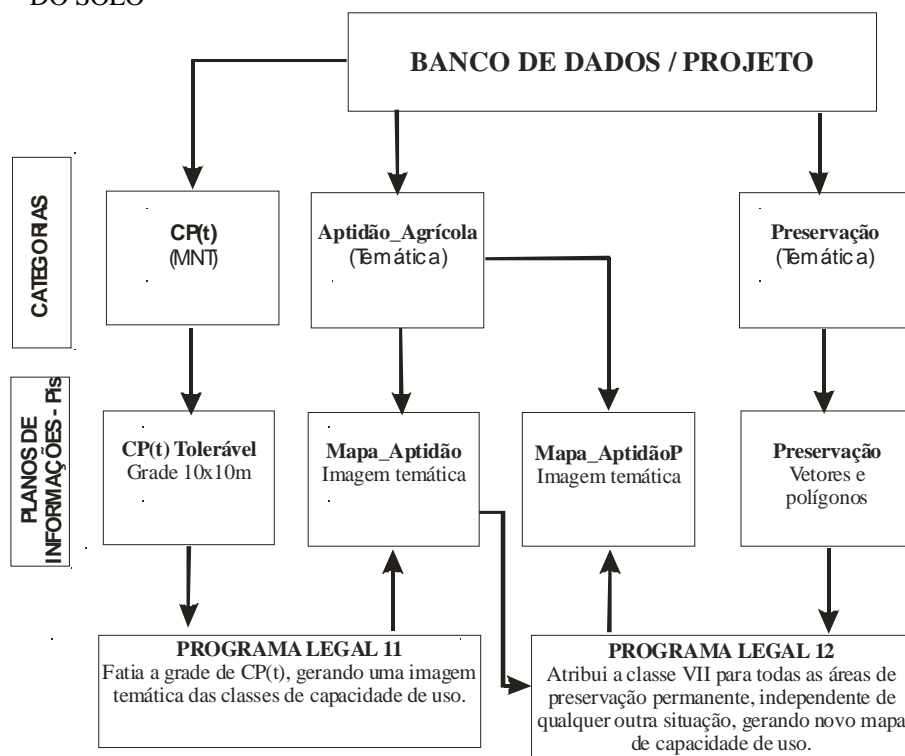 DO SOLO
BANCO DE DADOS / PROJETO
CATEGORIAS
CP(t)
(MNT)
Aptidão_Agrícola
(Temática)
Preservação
(Temática)
PLANOS DE
INFORMAÇÕES - PIs
CP(t) Tolerável
Grade 10x10m
Mapa_Aptidão
Imagem temática
Mapa_AptidãoP
Imagem temática
Preservação
Vetores e
polígonos
PROGRAMA LEGAL 11
Fatia a grade de CP(t), gerando uma imagem
temática das classes de capacidade de uso.
PROGRAMA LEGAL 12
Atribui a classe VII para todas as áreas de
preservação permanente, independente de
qualquer outra situação, gerando novo mapa
de capacidade de uso.